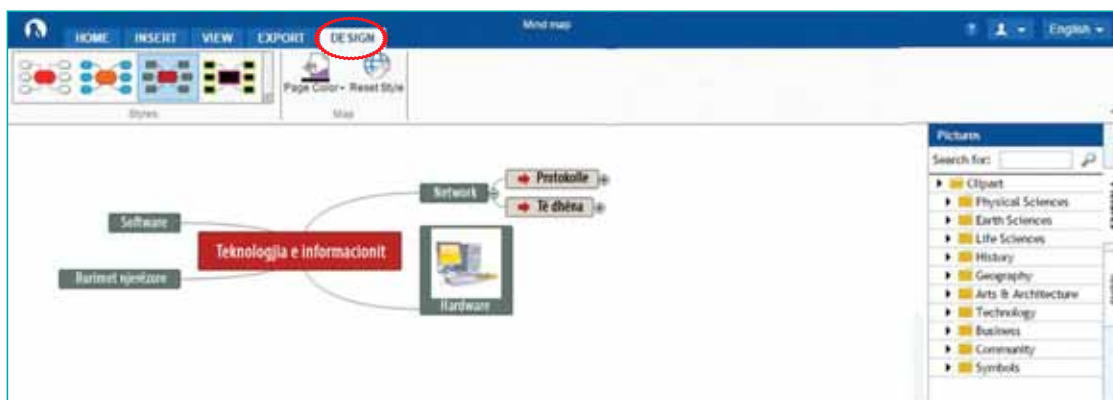 Mind map
HOME INSERT VIEW EXPORT DESIGN
? English
Page Color Reset Style
Styles Map
Pictures
Search for:
Clipart
Physical Sciences
Earth Sciences
Life Sciences
History
Geography
Arts & Architecture
Technology
Business
Community
Symbols
Network
Protokolle
Të dhëna
Software
Teknologjia e informacionit
Burimet njerëzore
Hardware